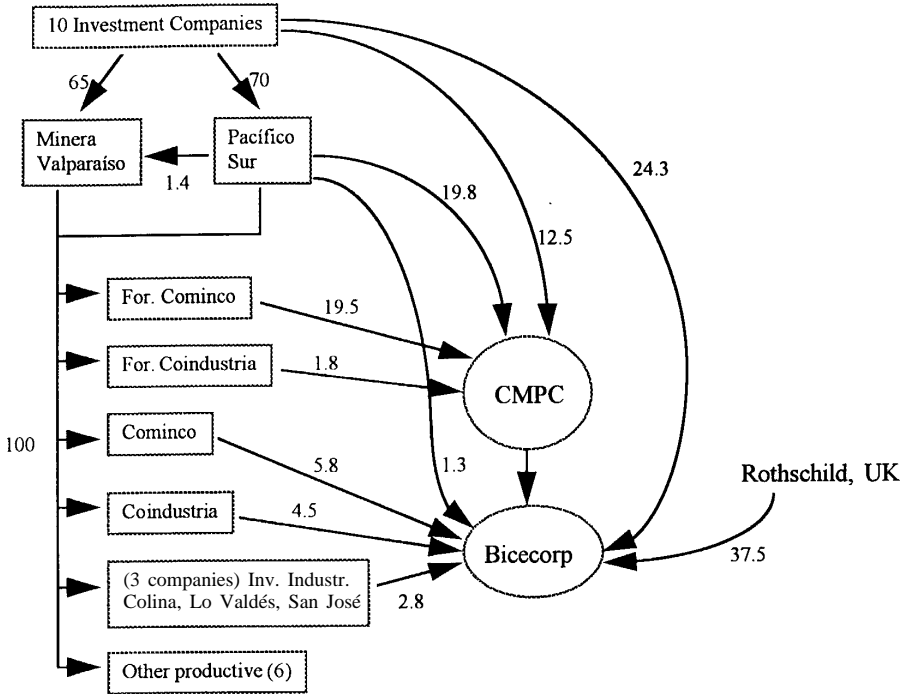 10 Investment Companies
65
70
Minera
Valparaíso
Pacífico
Sur
1.4
24.3
19.8
12.5
For. Cominco
19.5
For. Coindustria
1.8
CMPC
Cominco
100
5.8
1.3
Rothschild, UK
Coindustria
4.5
Bicecorp
37.5
(3 companies) Inv. Industr.
Colina, Lo Valdés, San José
2.8
Other productive (6)